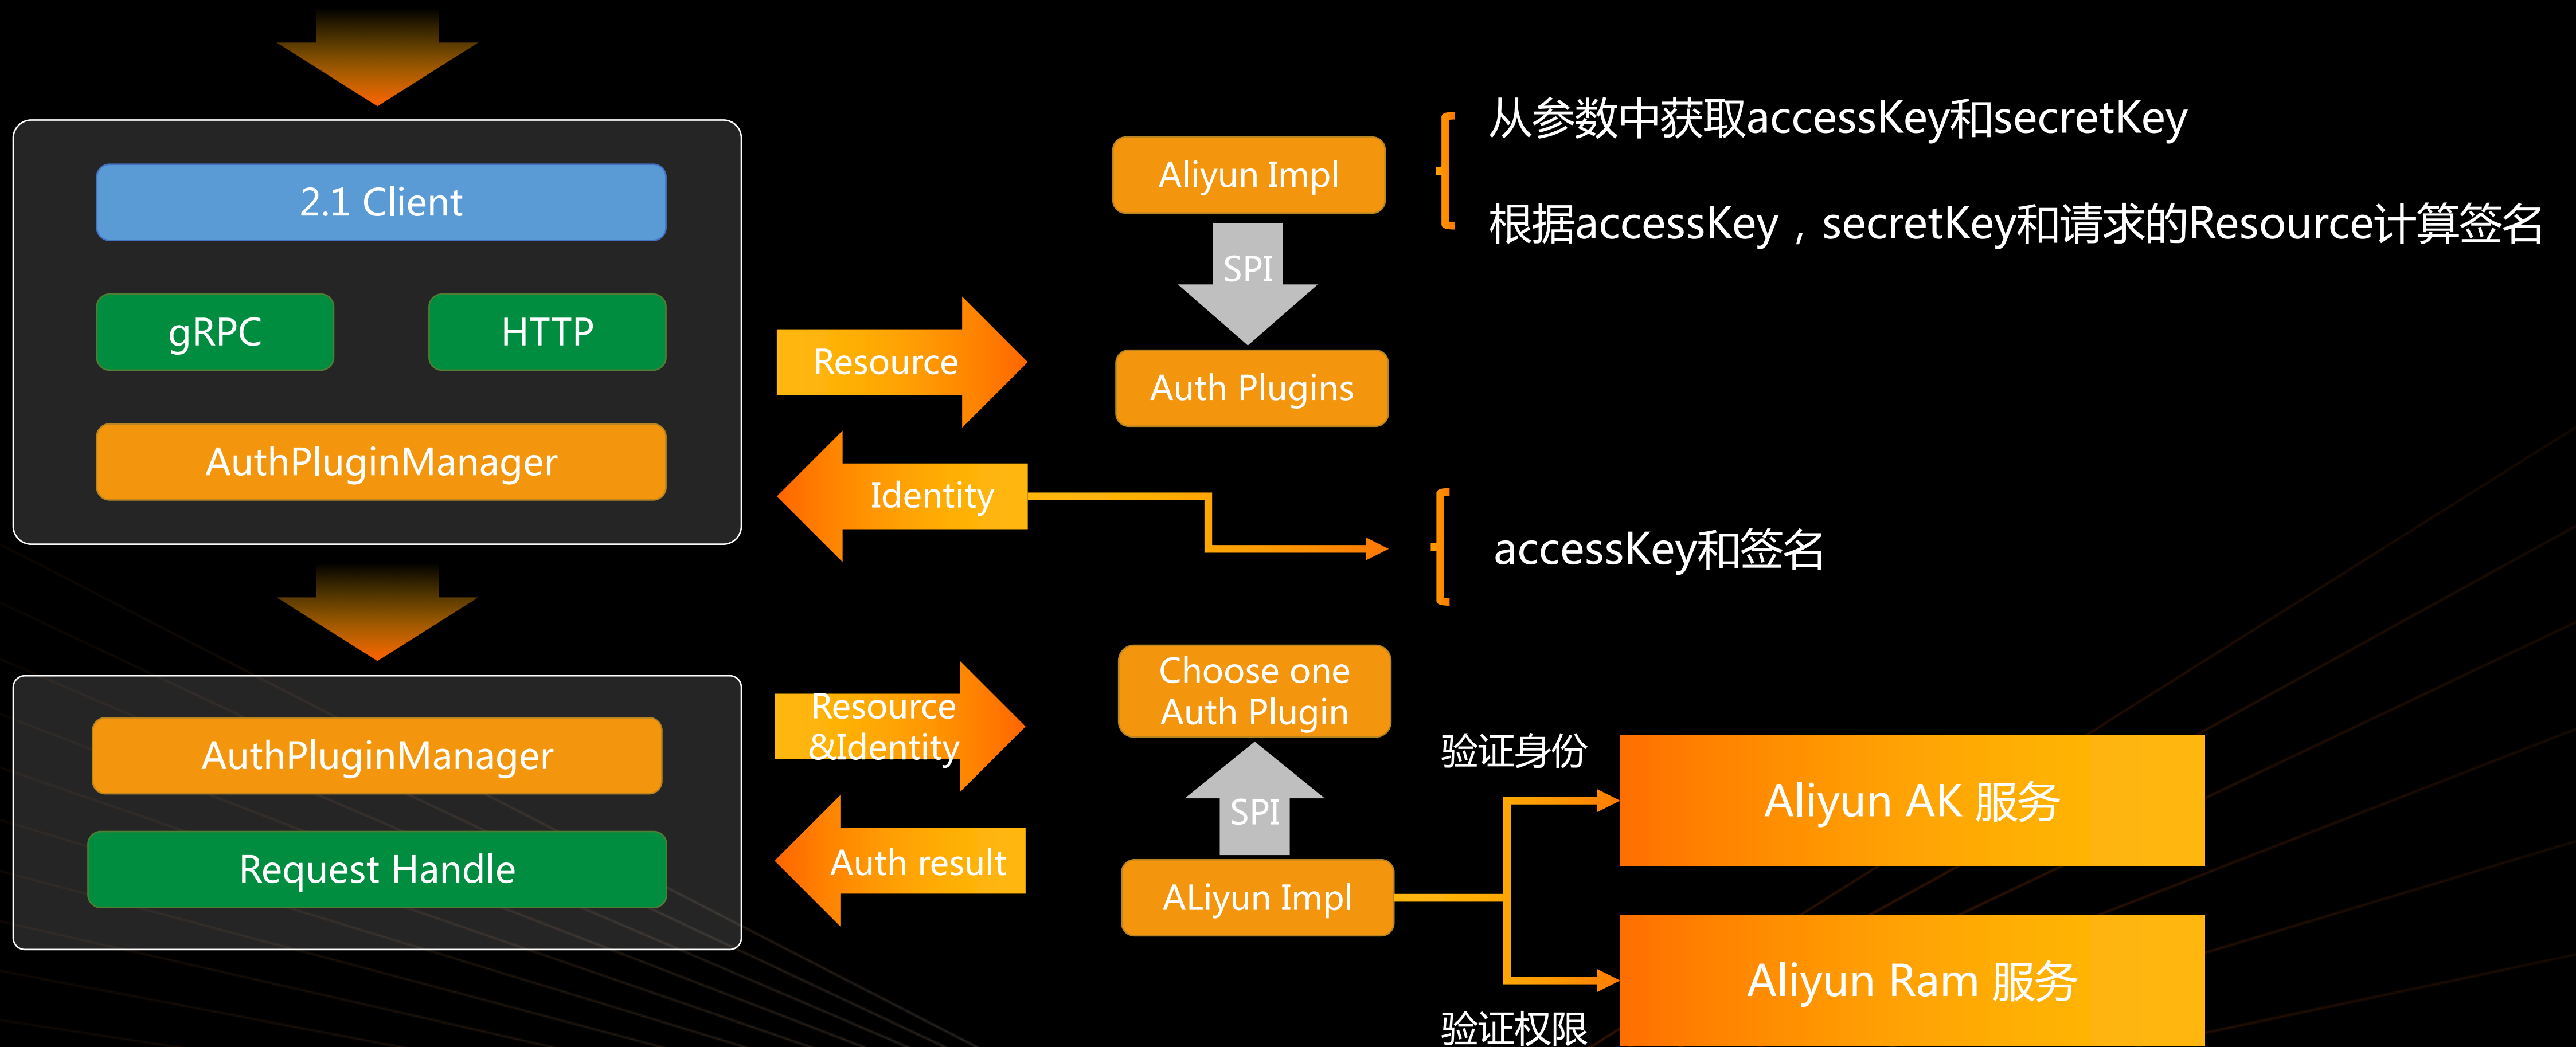 2.1 Client
gRPC
HTTP
AuthPluginManager
Resource
Identity
Aliyun Impl
SPI
Auth Plugins
从参数中获取accessKey和secretKey
根据accessKey，secretKey和请求的Resource计算签名
accessKey和签名
AuthPluginManager
Request Handle
Resource
&Identity
Auth result
Choose one
Auth Plugin
SPI
ALiyun Impl
验证身份
Aliyun AK 服务
Aliyun Ram 服务
验证权限